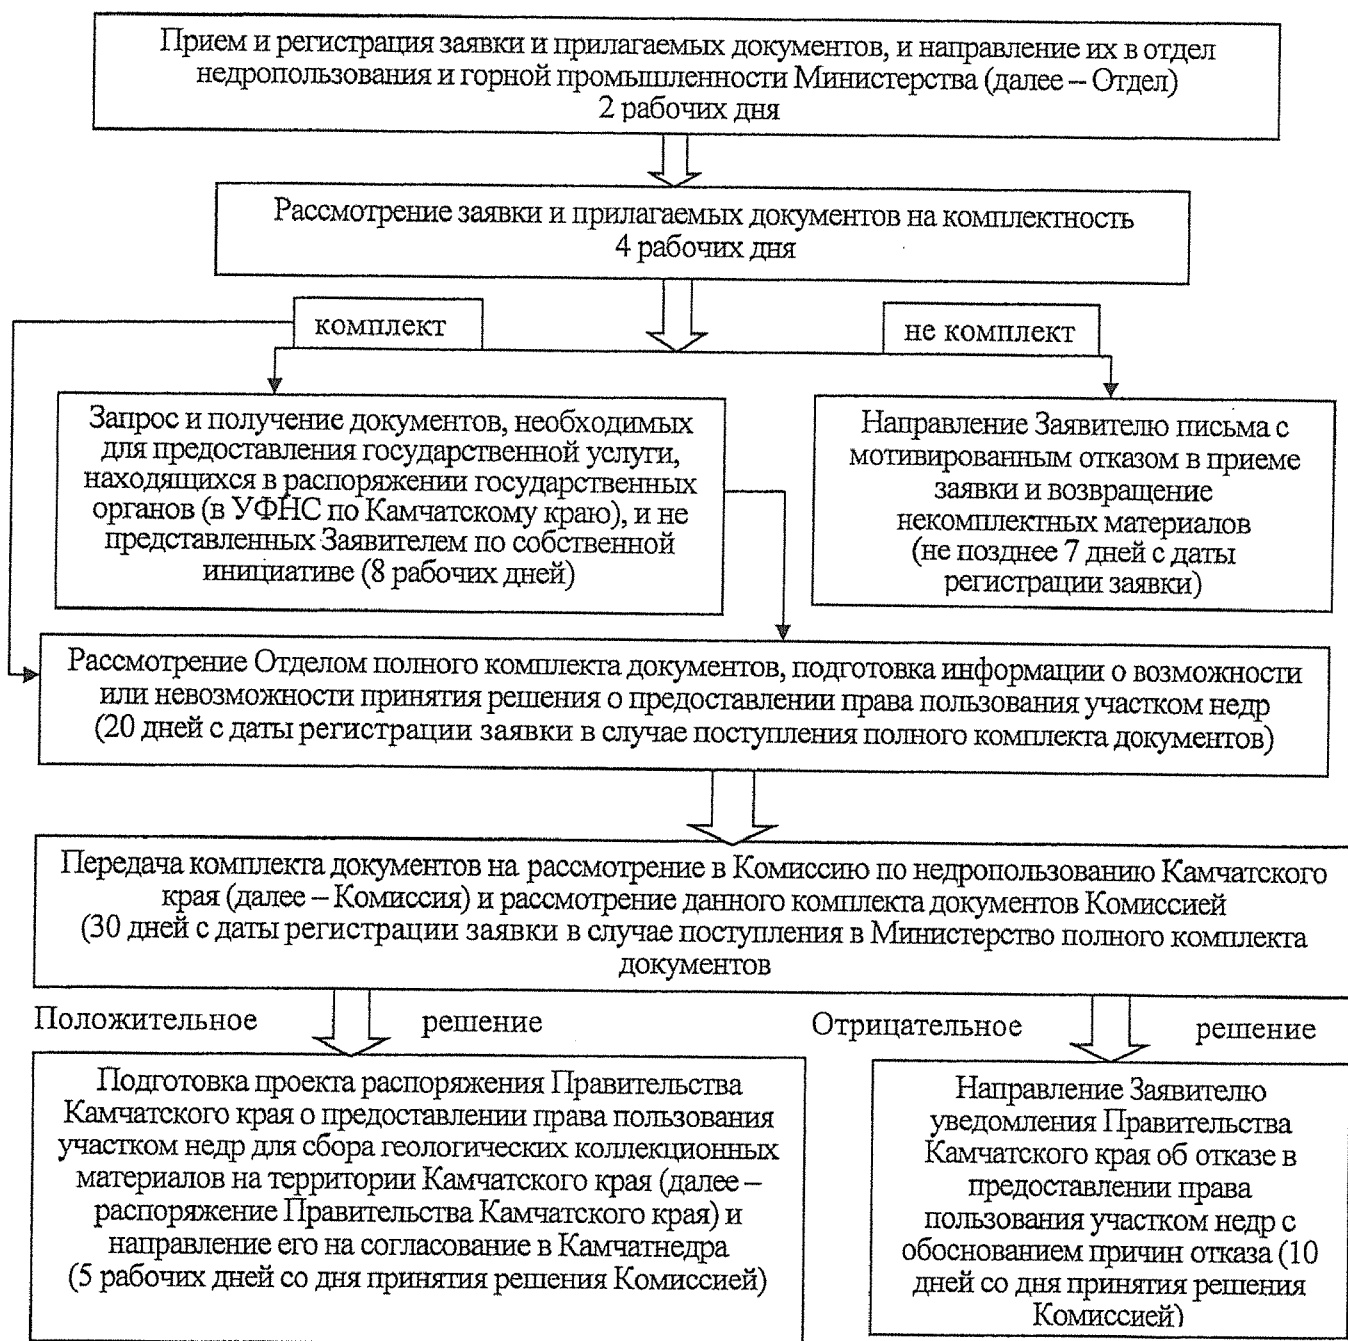 Прием и регистрация заявки и прилагаемых документов, и направление их в отдел
недропользования и горной промышленности Министерства (далее – Отдел)
2 рабочих дня
Рассмотрение заявки и прилагаемых документов на комплектность
4 рабочих дня
комплект
не комплект
Запрос и получение документов, необходимых
для предоставления государственной услуги,
находящихся в распоряжении государственных
органов (в УФНС по Камчатскому краю), и не
представленных Заявителем по собственной
инициативе (8 рабочих дней)
Направление Заявителю письма с
мотивированным отказом в приеме
заявки и возвращение
некомплектных материалов
(не позднее 7 дней с даты
регистрации заявки)
Рассмотрение Отделом полного комплекта документов, подготовка информации о возможности
или невозможности принятия решения о предоставлении права пользования участком недр
(20 дней с даты регистрации заявки в случае поступления полного комплекта документов)
Передача комплекта документов на рассмотрение в Комиссию по недропользованию Камчатского
края (далее – Комиссия) и рассмотрение данного комплекта документов Комиссией
(30 дней с даты регистрации заявки в случае поступления в Министерство полного комплекта
документов
Положительное решение
Отрицательное решение
Подготовка проекта распоряжения Правительства
Камчатского края о предоставлении права пользования
участком недр для сбора геологических коллекционных
материалов на территории Камчатского края (далее –
распоряжение Правительства Камчатского края) и
направление его на согласование в Камчатнедра
(5 рабочих дней со дня принятия решения Комиссией)
Направление Заявителю
уведомления Правительства
Камчатского края об отказе в
предоставлении права
пользования участком недр с
обоснованием причин отказа (10
дней со дня принятия решения
Комиссией)